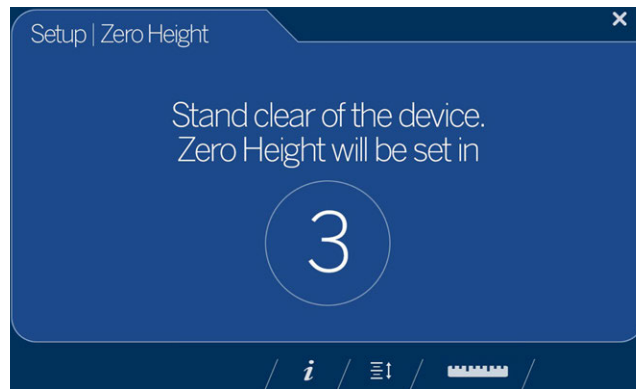 Setup | Zero Height
Stand clear of the device.
Zero Height will be set in
3
i